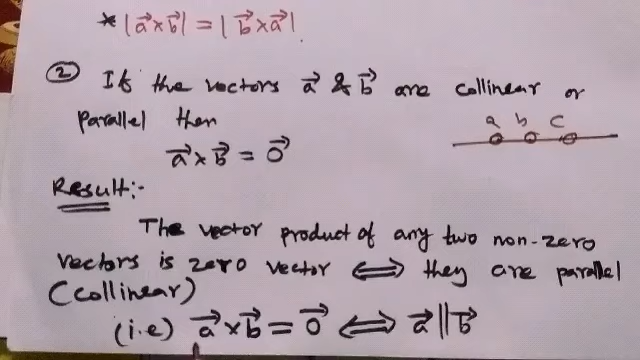 * |a⃗×b⃗| = |b⃗×a⃗|.
② If the vectors a⃗ & b⃗ are collinear or
parallel then
a b c
a⃗×b⃗ = 0⃗
Result:-
The vector product of any two non-zero
vectors is zero vector ⟺ they are parallel
(collinear)
(i.e) a⃗×b⃗ = 0⃗ ⟺ a⃗ || b⃗